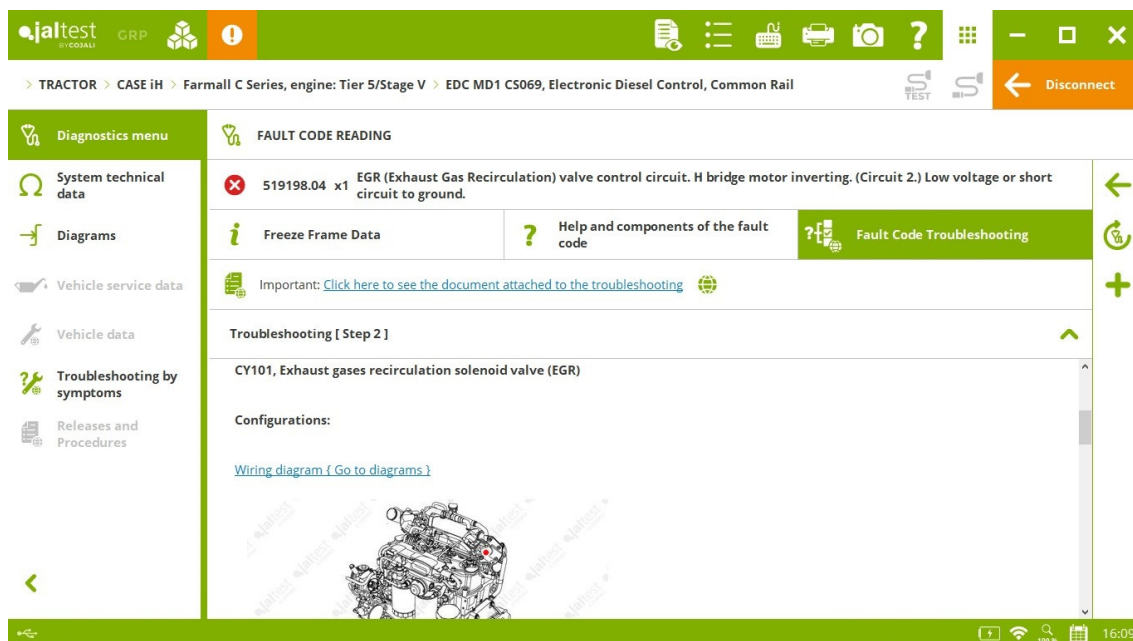 jaltest GRP
BY COJALI
TEST
> TRACTOR > CASE iH > Farmall C Series, engine: Tier 5/Stage V > EDC MD1 CS069, Electronic Diesel Control, Common Rail
Disconnect
Diagnostics menu
FAULT CODE READING
System technical
data
519198.04 x1
EGR (Exhaust Gas Recirculation) valve control circuit. H bridge motor inverting. (Circuit 2.) Low voltage or short
circuit to ground.
Diagrams
Freeze Frame Data
Help and components of the fault
code
Fault Code Troubleshooting
Vehicle service data
Important: Click here to see the document attached to the troubleshooting
Vehicle data
Troubleshooting [ Step 2 ]
Troubleshooting by
symptoms
CY101, Exhaust gases recirculation solenoid valve (EGR)
Releases and
Procedures
Configurations:
Wiring diagram { Go to diagrams }
jaltest
jaltest
jaltest
jaltest
100 %
16:09